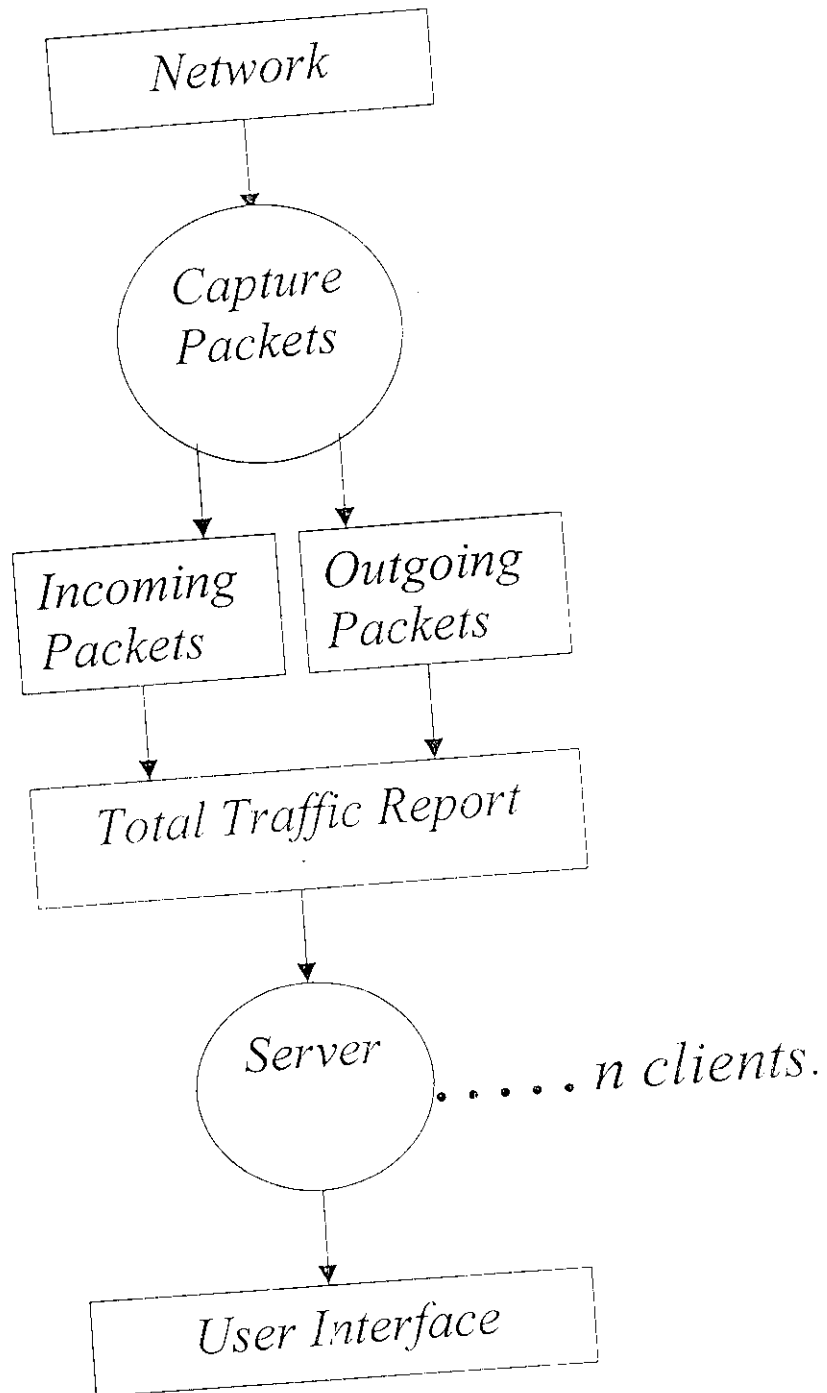 Network
Capture
Packets
Incoming
Packets
Outgoing
Packets
Total Traffic Report
Server
..... n clients.
User Interface